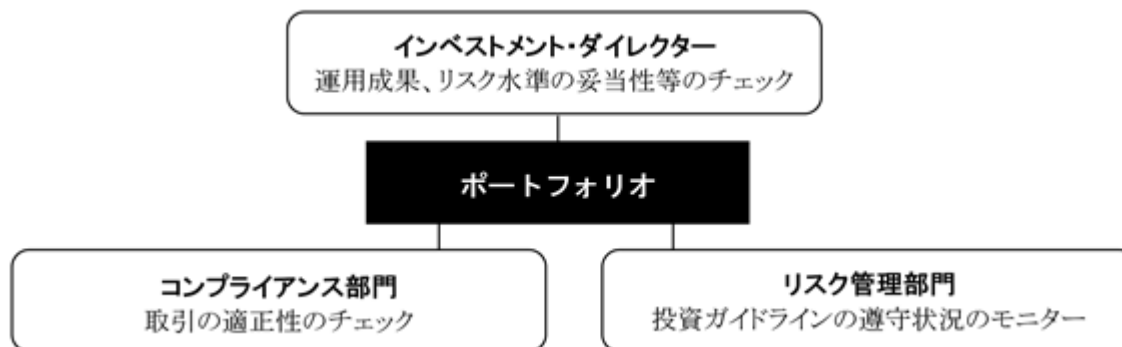 インベストメント・ダイレクター
運用成果、リスク水準の妥当性等のチェック
ポートフォリオ
コンプライアンス部門
取引の適正性のチェック
リスク管理部門
投資ガイドラインの遵守状況のモニター